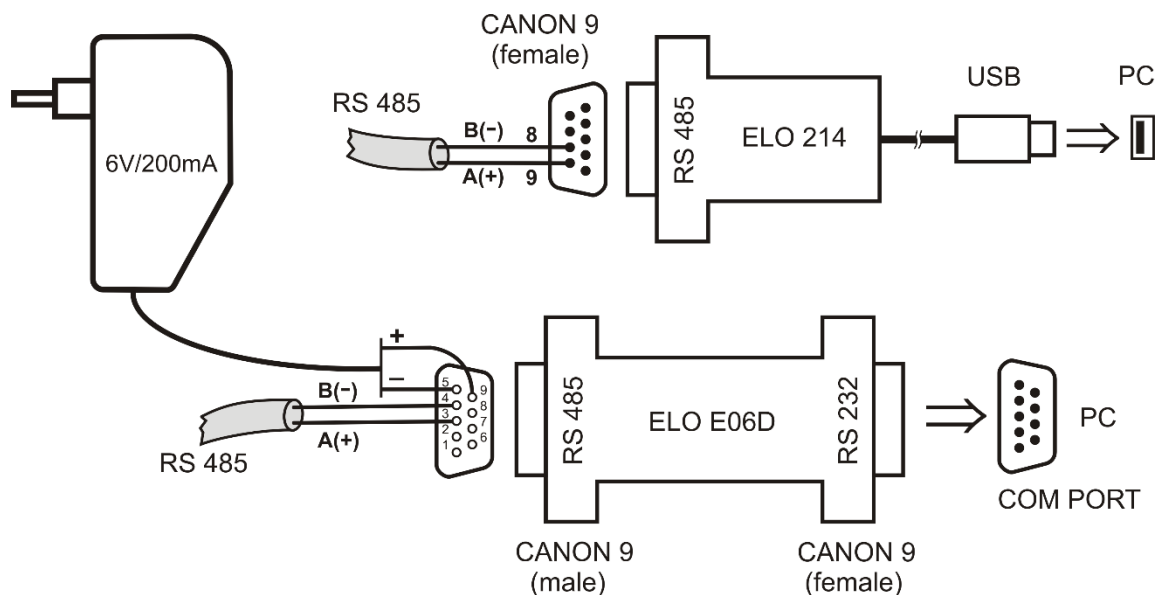 CANON 9
(female)
USB
PC
RS 485
B(-) 8
A(+) 9
RS 485
ELO 214
6V/200mA
+
−
B(-)
A(+)
RS 485
5
4
3
2
1
9
8
7
6
RS 485
ELO E06D
RS 232
PC
COM PORT
CANON 9
(male)
CANON 9
(female)